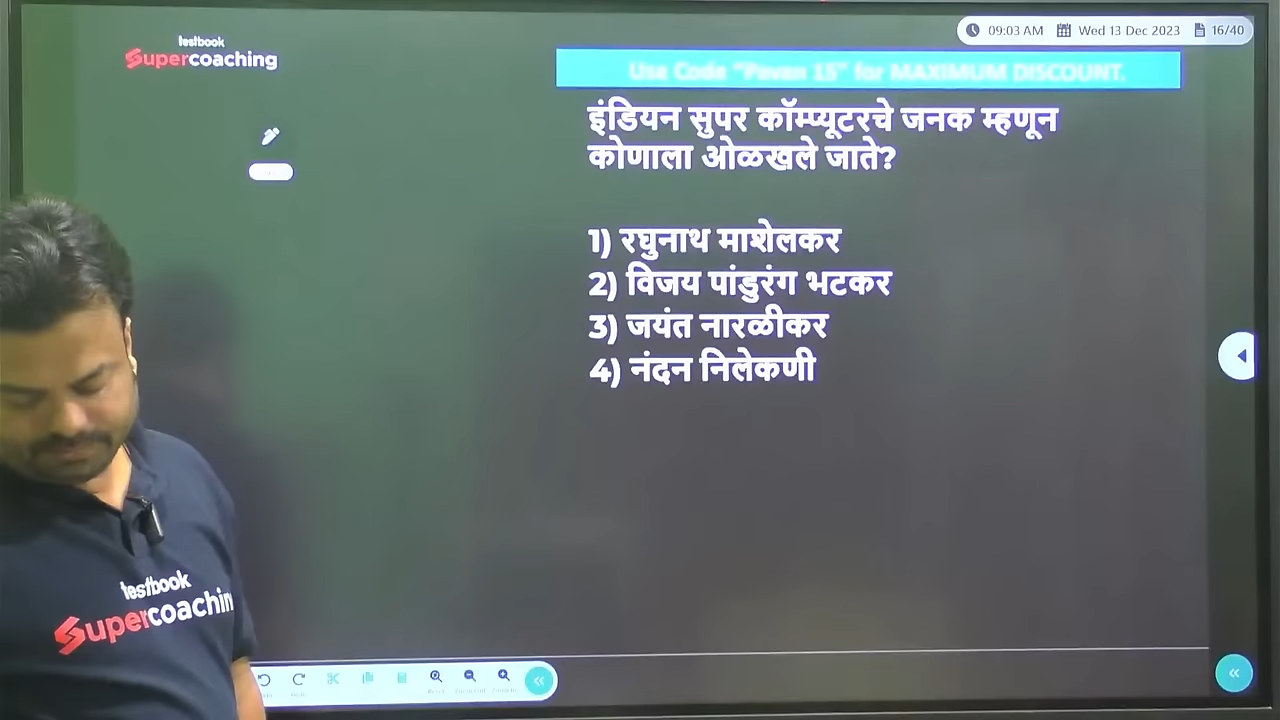 testbook
Supercoaching
09:03 AM Wed 13 Dec 2023 16/40
Use Code "Pavan 15" for MAXIMUM DISCOUNT.
इंडियन सुपर कॉम्प्यूटरचे जनक म्हणून
कोणाला ओळखले जाते?
1) रघुनाथ माशेलकर
2) विजय पांडुरंग भटकर
3) जयंत नारळीकर
4) नंदन निलेकणी
testbook
Supercoachin